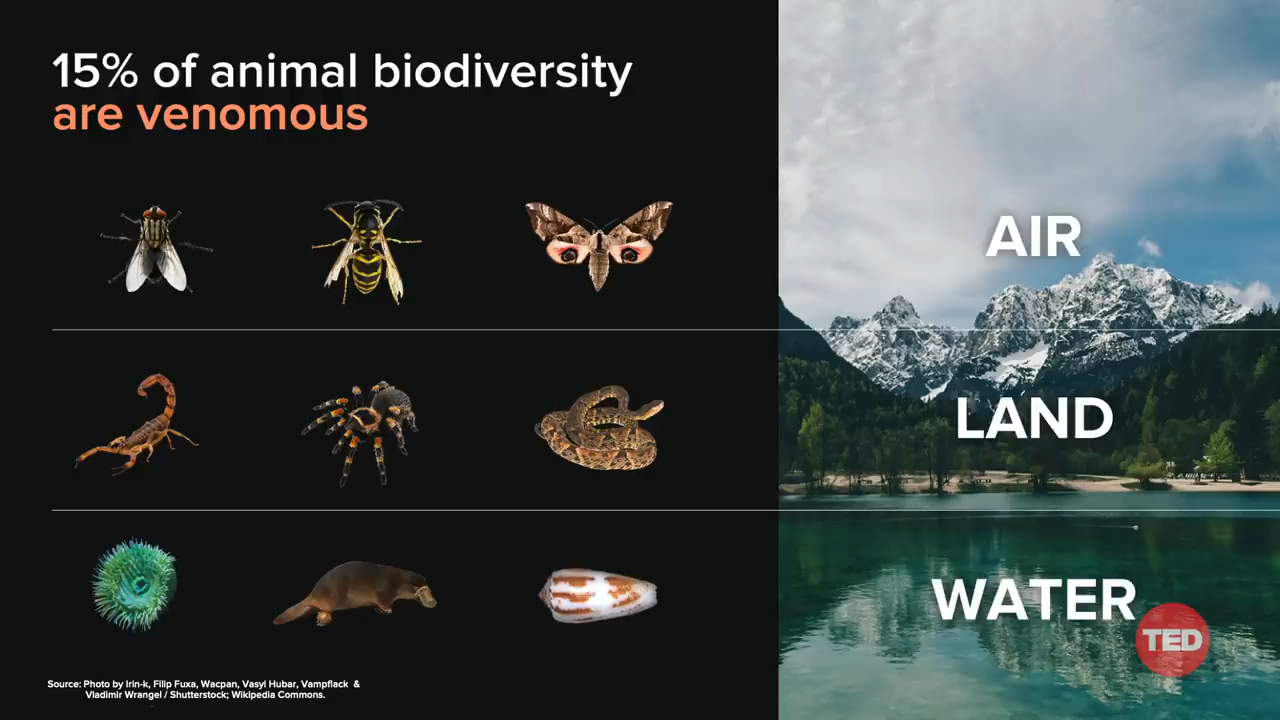 15% of animal biodiversity
are venomous
AIR
LAND
WATER
TED
Source: Photo by Irin-k, Filip Fuxa, Wacpan, Vasyl Hubar, Vampflack &
Vladimir Wrangel / Shutterstock; Wikipedia Commons.